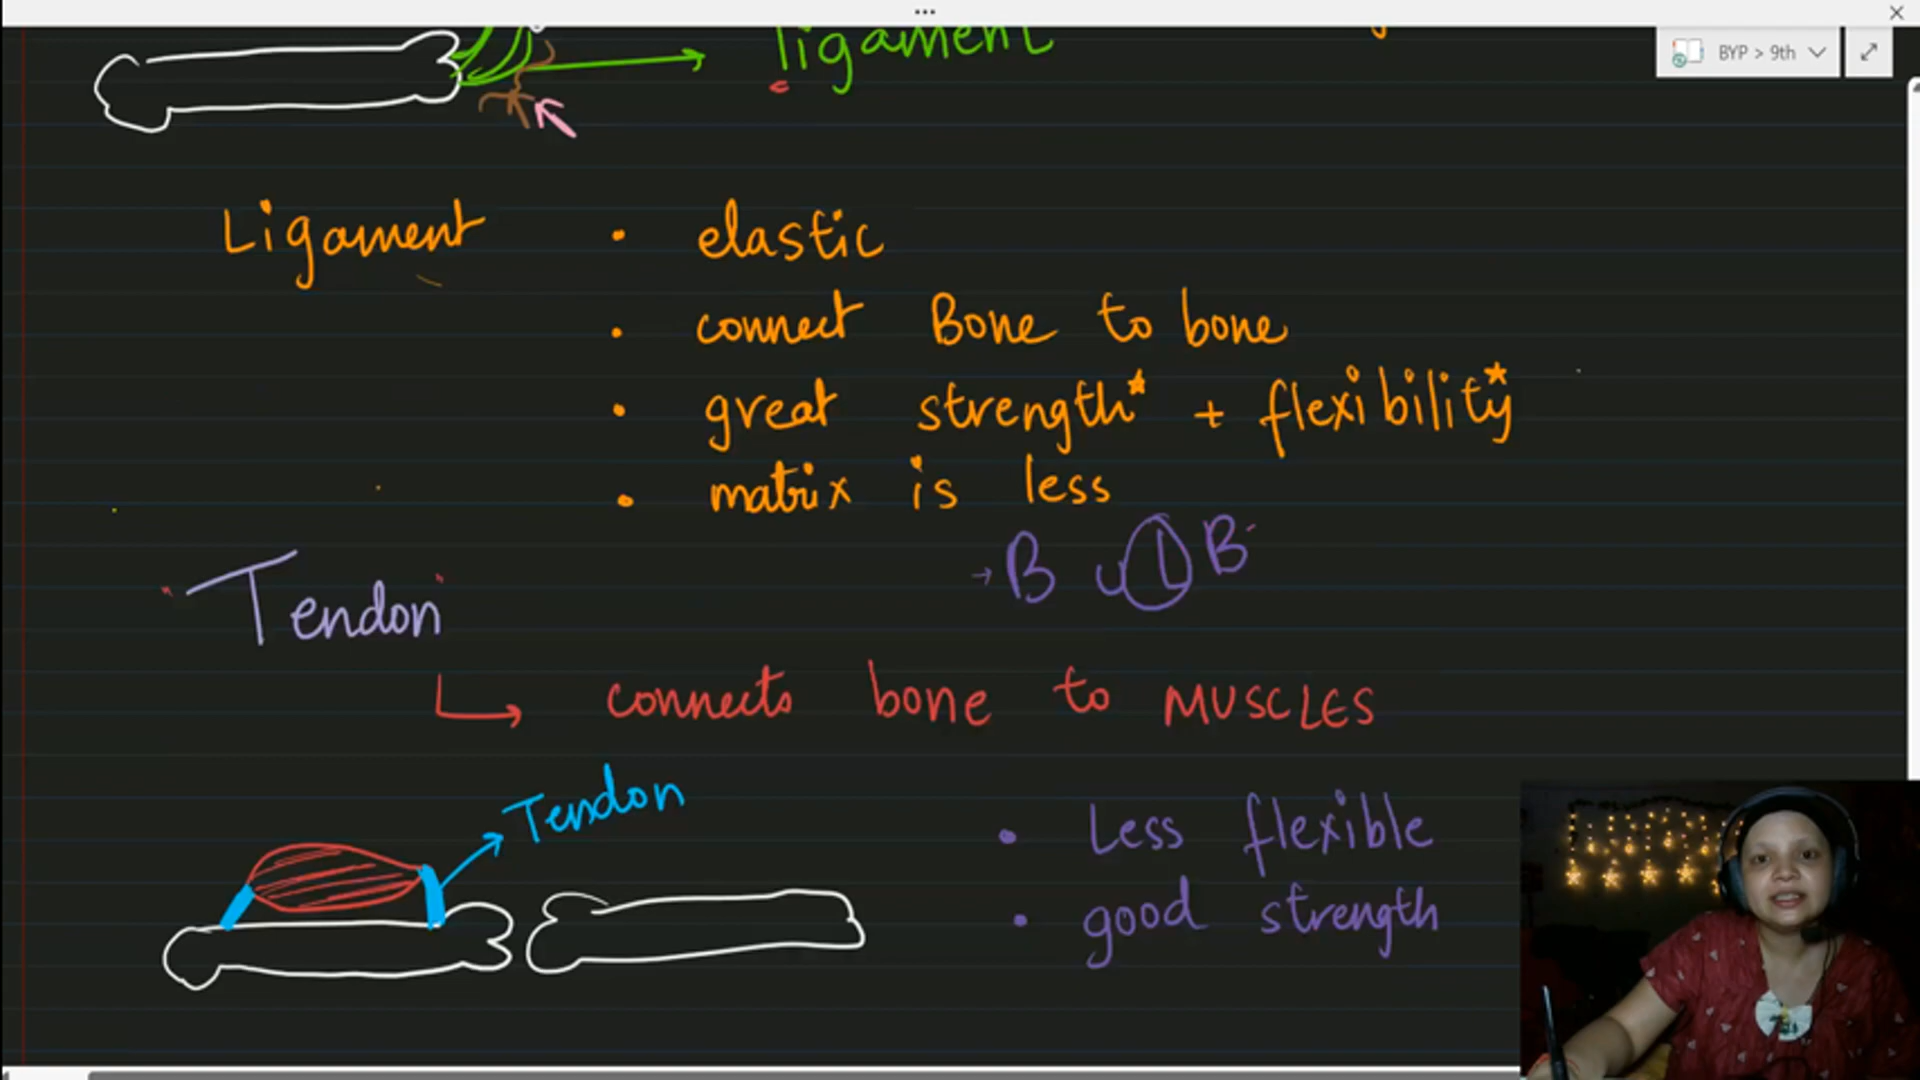 ligament
BYP > 9th
Ligament • elastic
• connect Bone to bone
• great strength* + flexibility*
• matrix is less
→ B L B
Tendon
↳ connects bone to MUSCLES
Tendon
• Less flexible
• good strength